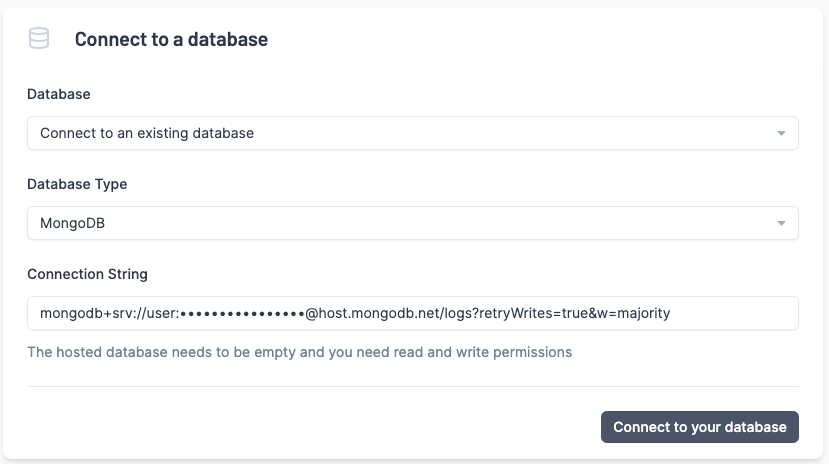 Connect to a database
Database
Connect to an existing database
Database Type
MongoDB
Connection String
mongodb+srv://user:••••••••••••••••@host.mongodb.net/logs?retryWrites=true&w=majority
The hosted database needs to be empty and you need read and write permissions
Connect to your database